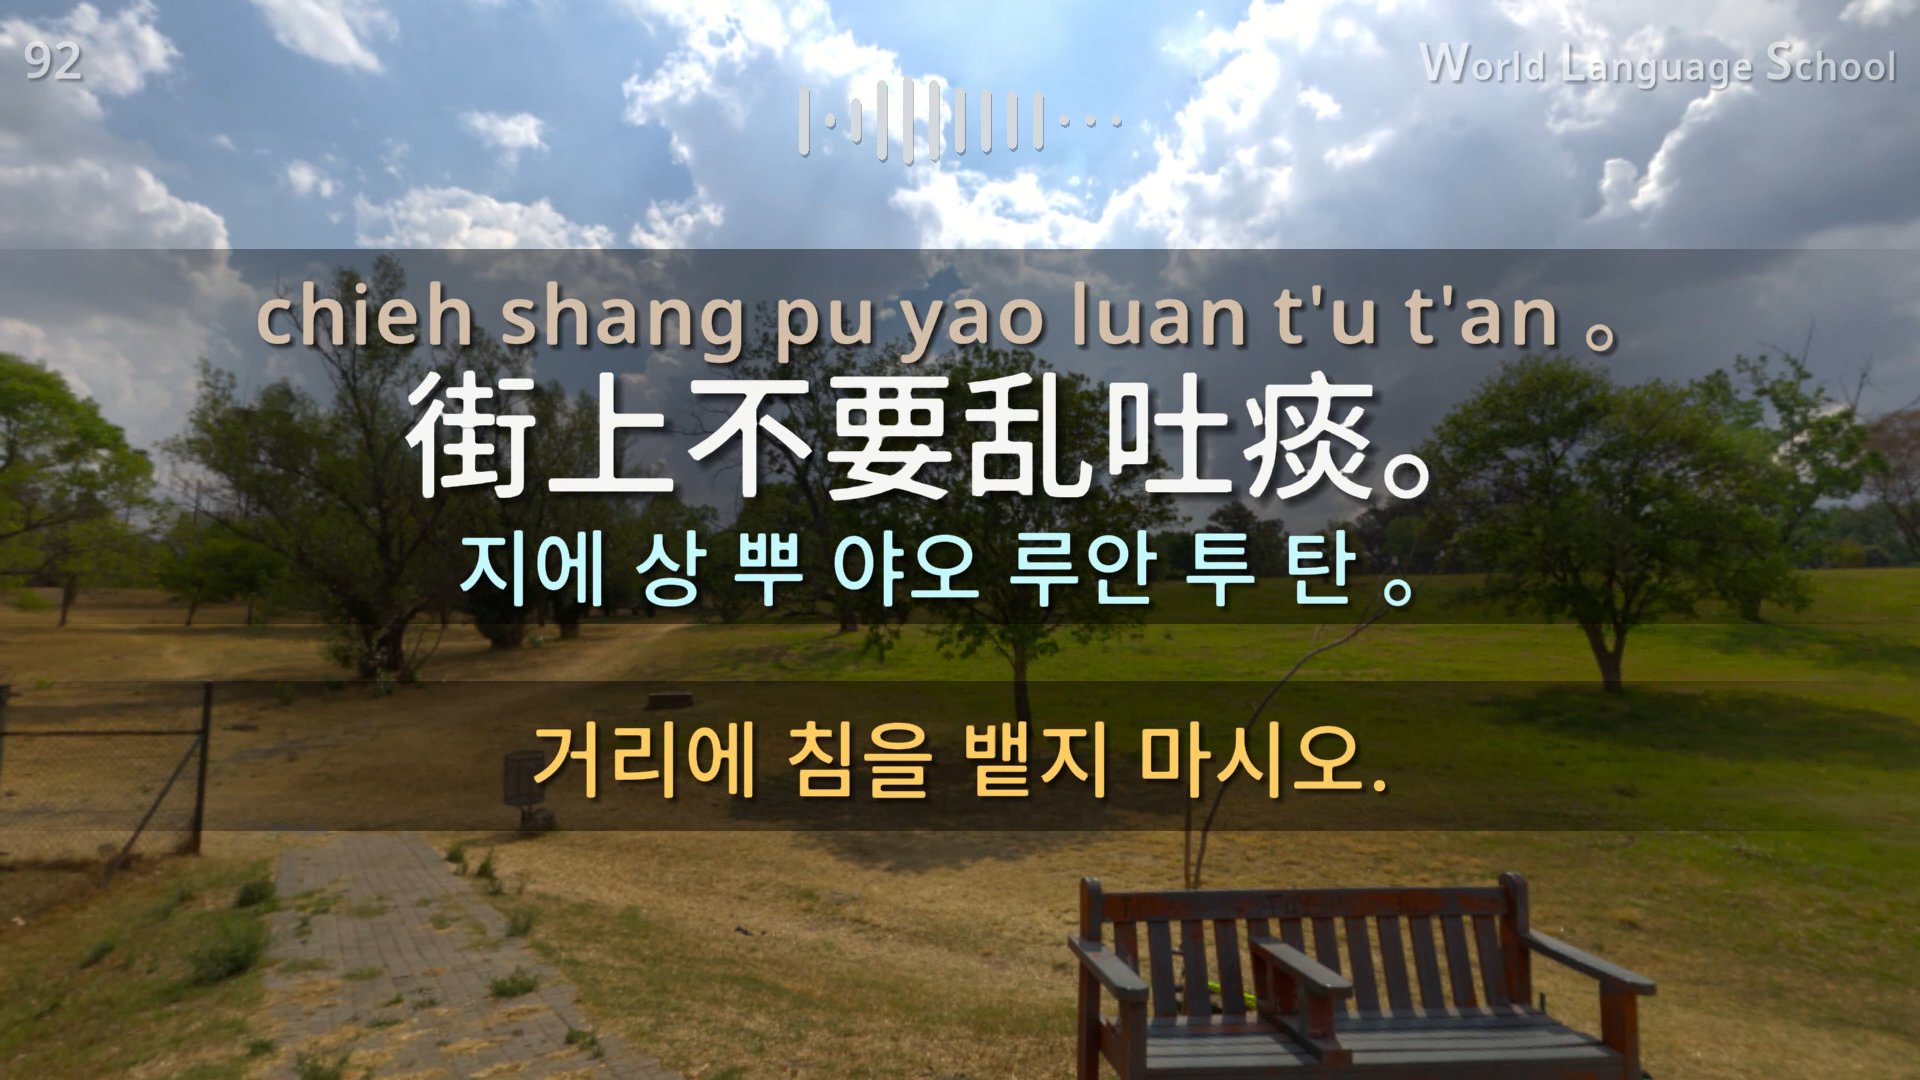 92
World Language School
chieh shang pu yao luan t'u t'an 。
街上不要乱吐痰。
지에 상 뿌 야오 루안 투 탄 。
거리에 침을 뱉지 마시오.